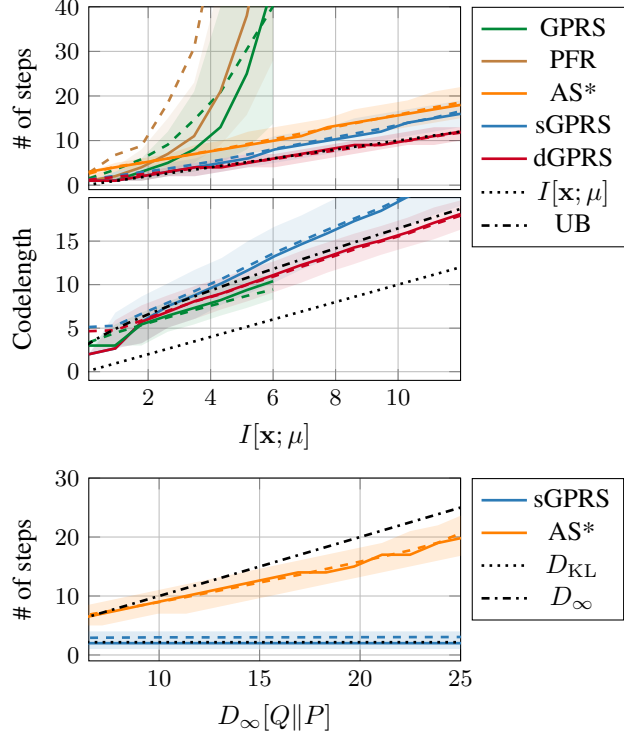 40
30
20
10
0
# of steps
GPRS
PFR
AS*
sGPRS
dGPRS
I[x; μ]
UB
15
10
5
0
Codelength
2
4
6
8
10
I[x; μ]
30
20
10
0
# of steps
sGPRS
AS*
D_KL
D_∞
10
15
20
25
D_∞[Q∥P]